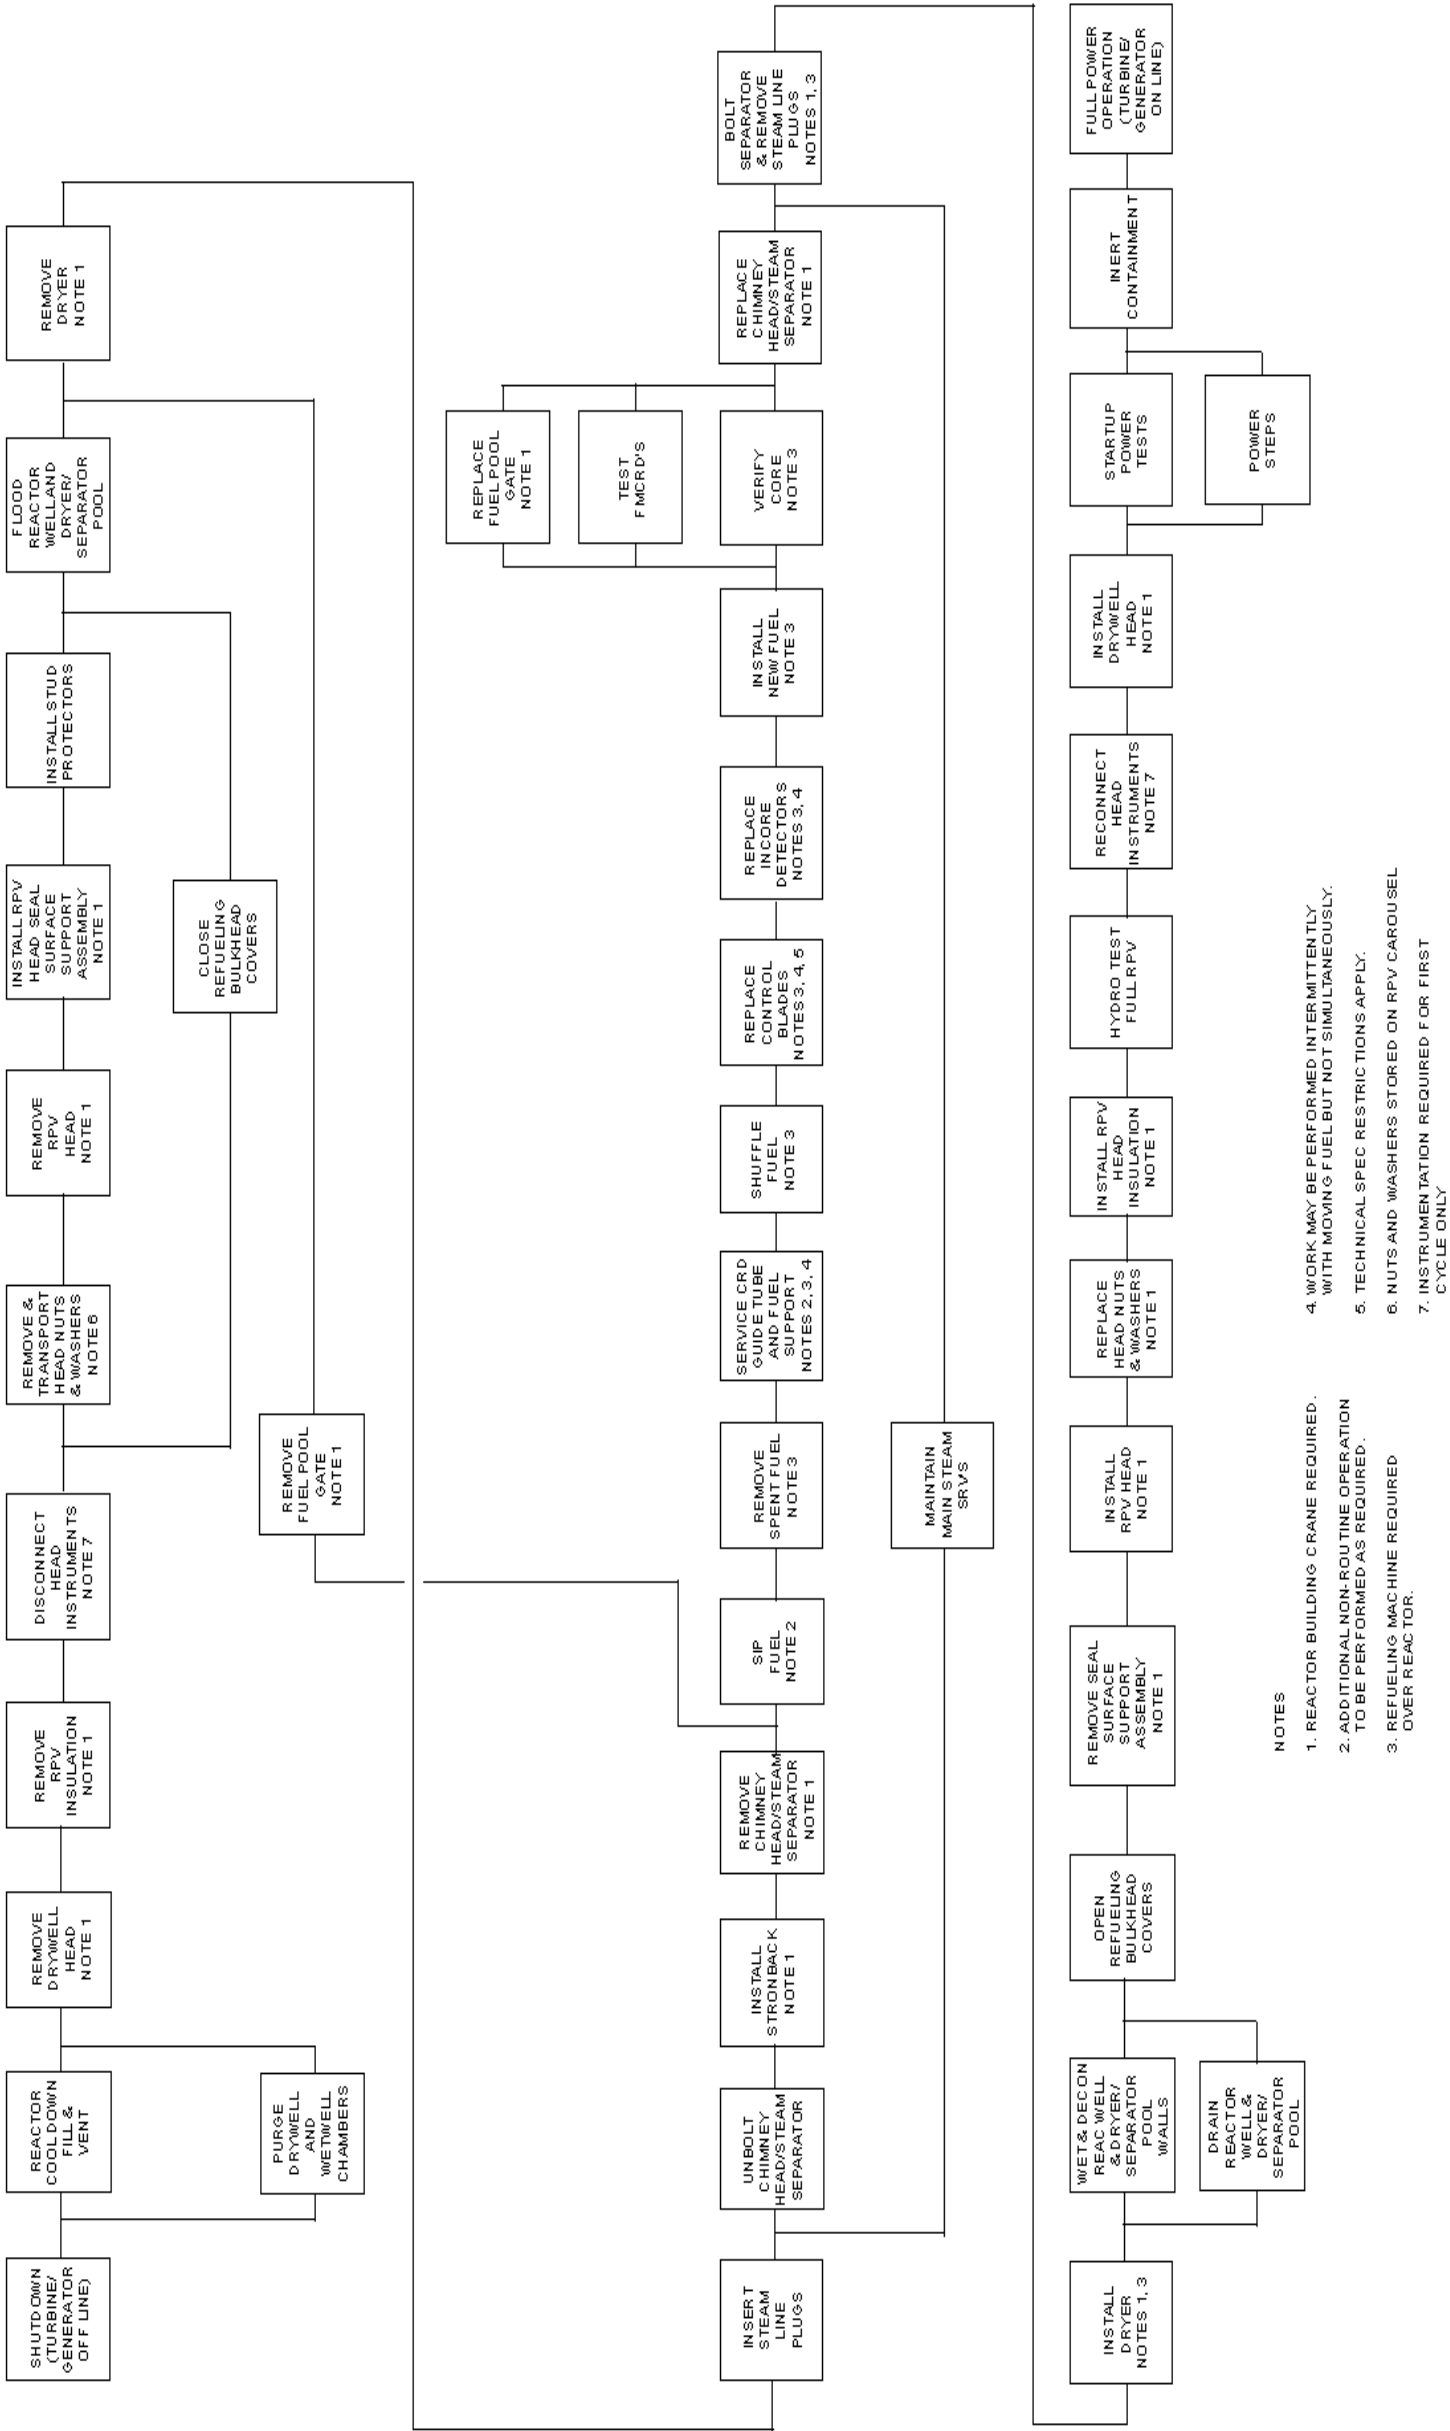 SHUTDOWN
(TURBINE/
GENERATOR
OFF LINE)
REACTOR
COOLDOWN
FILL &
VENT
PURGE
DRYWELL
AND
WETWELL
CHAMBERS
REMOVE
DRYWELL
HEAD
NOTE 1
REMOVE
RPV
INSULATION
NOTE 1
DISCONNECT
HEAD
INSTRUMENTS
NOTE 7
REMOVE &
TRANSPORT
HEAD NUTS
& WASHERS
NOTE 6
REMOVE
RPV
HEAD
NOTE 1
INSTALL RPV
HEAD SEAL
SURFACE
SUPPORT
ASSEMBLY
NOTE 1
INSTALL STUD
PROTECTORS
CLOSE
REFUELING
BULKHEAD
COVERS
FLOOD
REACTOR
WELL AND
DRYER/
SEPARATOR
POOL
REMOVE
DRYER
NOTE 1
REMOVE
FUEL POOL
GATE
NOTE 1
INSERT
STEAM
LINE
PLUGS
UNBOLT
CHIMNEY
HEAD/STEAM
SEPARATOR
INSTALL
STRONBACK
NOTE 1
REMOVE
CHIMNEY
HEAD/STEAM
SEPARATOR
NOTE 1
SIP
FUEL
NOTE 2
REMOVE
SPENT FUEL
NOTE 3
SERVICE CRD
GUIDE TUBE
AND FUEL
SUPPORT
NOTES 2, 3, 4
SHUFFLE
FUEL
NOTE 3
REPLACE
CONTROL
BLADES
NOTES 3, 4, 5
REPLACE
INCORE
DETECTORS
NOTES 3, 4
INSTALL
NEW FUEL
NOTE 3
REPLACE
FUEL POOL
GATE
NOTE 1
TEST
FMCRD'S
VERIFY
CORE
NOTE 3
REPLACE
CHIMNEY
HEAD/STEAM
SEPARATOR
NOTE 1
BOLT
SEPARATOR
& REMOVE
STEAM LINE
PLUGS
NOTES 1, 3
MAINTAIN
MAIN STEAM
SRVS
INSTALL
DRYER
NOTES 1, 3
WET & DECON
REAC WELL
& DRYER/
SEPARATOR
POOL
WALLS
DRAIN
REACTOR
WELL &
DRYER/
SEPARATOR
POOL
OPEN
REFUELING
BULKHEAD
COVERS
REMOVE SEAL
SURFACE
SUPPORT
ASSEMBLY
NOTE 1
INSTALL
RPV HEAD
NOTE 1
REPLACE
HEAD NUTS
& WASHERS
NOTE 1
INSTALL RPV
HEAD
INSULATION
NOTE 1
HYDRO TEST
FULL RPV
RECONNECT
HEAD
INSTRUMENTS
NOTE 7
INSTALL
DRYWELL
HEAD
NOTE 1
STARTUP
POWER
TESTS
POWER
STEPS
INERT
CONTAINMENT
FULL POWER
OPERATION
(TURBINE/
GENERATOR
ON LINE)
NOTES
1. REACTOR BUILDING CRANE REQUIRED.
2. ADDITIONAL NON-ROUTINE OPERATION
TO BE PERFORMED AS REQUIRED.
3. REFUELING MACHINE REQUIRED
OVER REACTOR.
4. WORK MAY BE PERFORMED INTERMITTENTLY
WITH MOVING FUEL BUT NOT SIMULTANEOUSLY.
5. TECHNICAL SPEC RESTRICTIONS APPLY.
6. NUTS AND WASHERS STORED ON RPV CAROUSEL
7. INSTRUMENTATION REQUIRED FOR FIRST
CYCLE ONLY